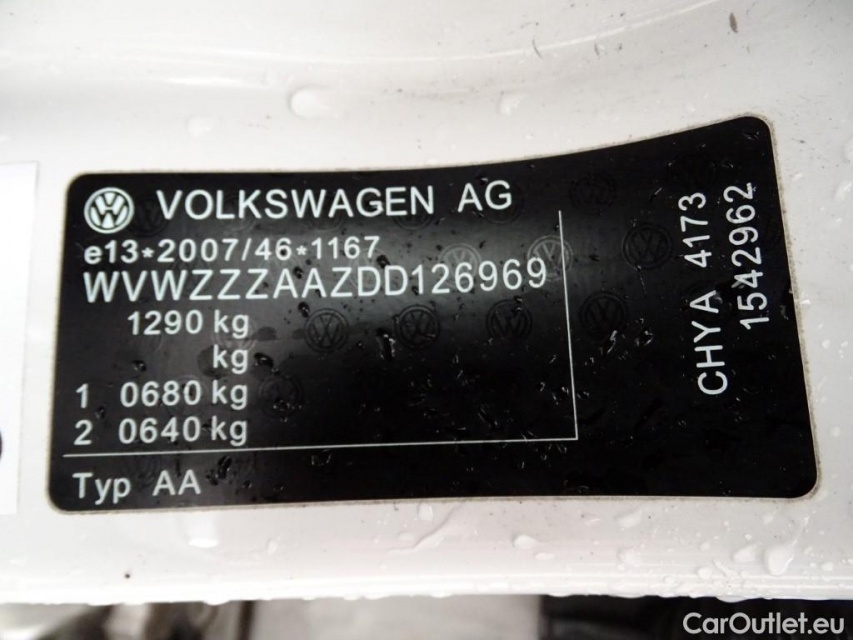 VOLKSWAGEN AG
e13*2007/46*1167
WVWZZZAAZDD126969
1290 kg
kg
1 0680 kg
2 0640 kg
Typ AA
CHYA 4173
1542962
CarOutlet.eu